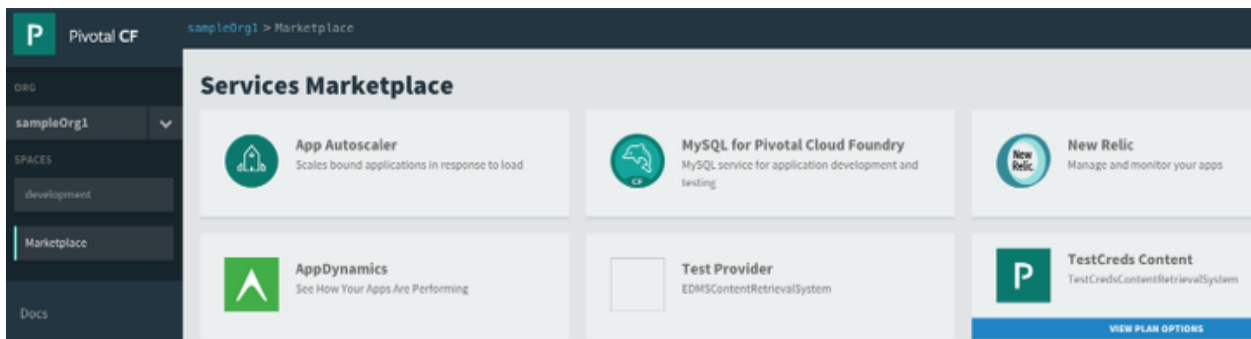 Pivotal CF
sampleOrg1 > Marketplace
ORG
sampleOrg1
SPACES
development
Marketplace
Docs
Services Marketplace
App Autoscaler
Scales bound applications in response to load
MySQL for Pivotal Cloud Foundry
MySQL service for application development and
testing
CF
New Relic
New Relic
Manage and monitor your apps
AppDynamics
See How Your Apps Are Performing
Test Provider
EDMSContentRetrievalSystem
P
TestCreds Content
TestCredsContentRetrievalSystem
VIEW PLAN OPTIONS